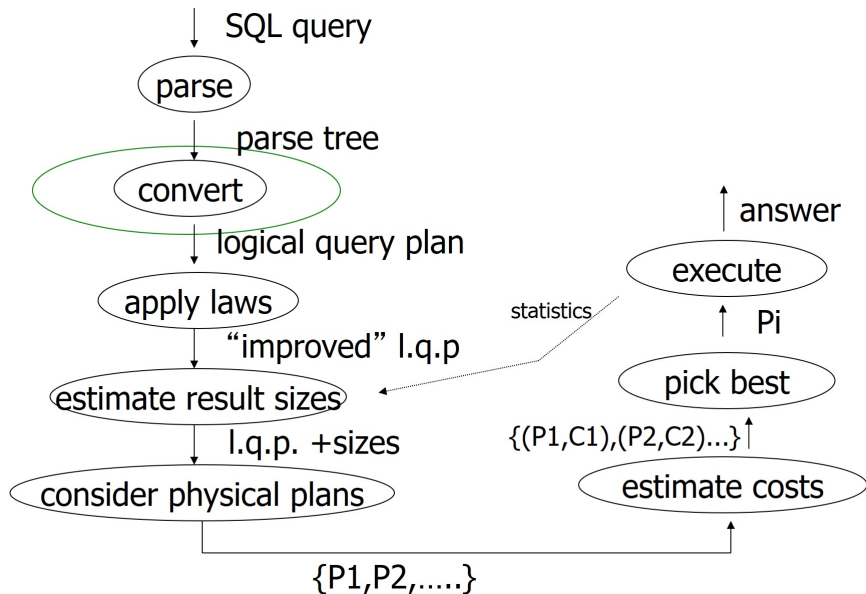 SQL query
parse
parse tree
convert
logical query plan
apply laws
“improved” l.q.p
estimate result sizes
l.q.p. +sizes
consider physical plans
{P1,P2,…..}
estimate costs
{(P1,C1),(P2,C2)...}
pick best
Pi
execute
answer
statistics